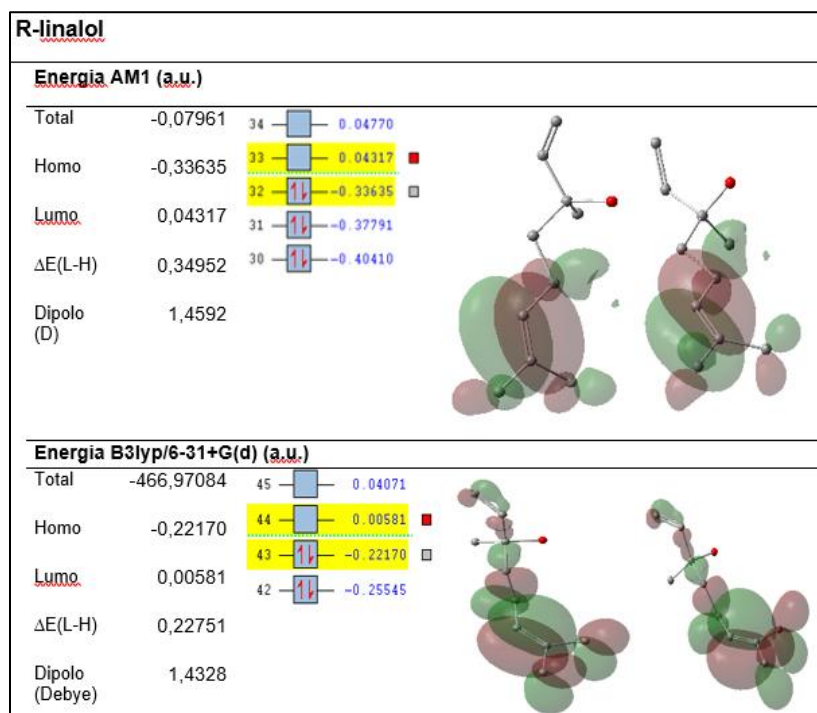 R-linalol
Energia AM1 (a.u.)
Total -0,07961
Homo -0,33635
Lumo 0,04317
ΔE(L-H) 0,34952
Dipolo 1,4592
(D)
34 0.04770
33 0.04317
32 -0.33635
31 -0.37791
30 -0.40410
Energia B3lyp/6-31+G(d) (a.u.)
Total -466,97084
Homo -0,22170
Lumo 0,00581
ΔE(L-H) 0,22751
Dipolo 1,4328
(Debye)
45 0.04071
44 0.00581
43 -0.22170
42 -0.25545